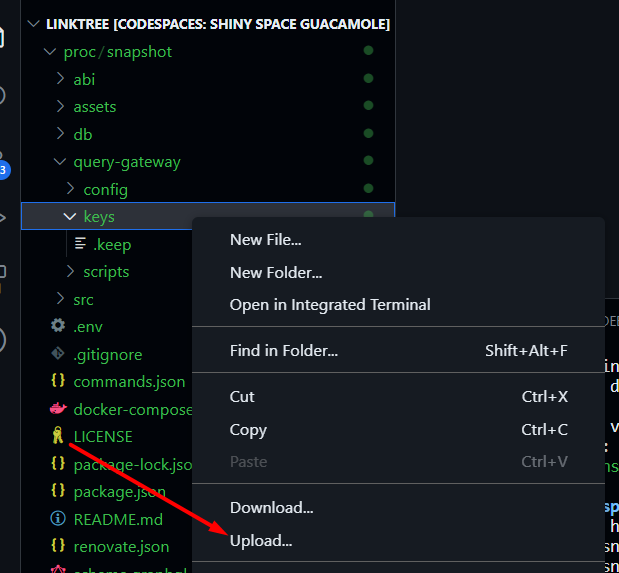 LINKTREE [CODESPACES: SHINY SPACE GUACAMOLE]
proc/snapshot
abi
assets
db
query-gateway
config
keys
.keep
scripts
src
.env
.gitignore
commands.json
docker-compose
LICENSE
package-lock.jso
package.json
README.md
renovate.json
New File...
New Folder...
Open in Integrated Terminal
Find in Folder... Shift+Alt+F
Cut Ctrl+X
Copy Ctrl+C
Paste Ctrl+V
Download...
Upload...
3